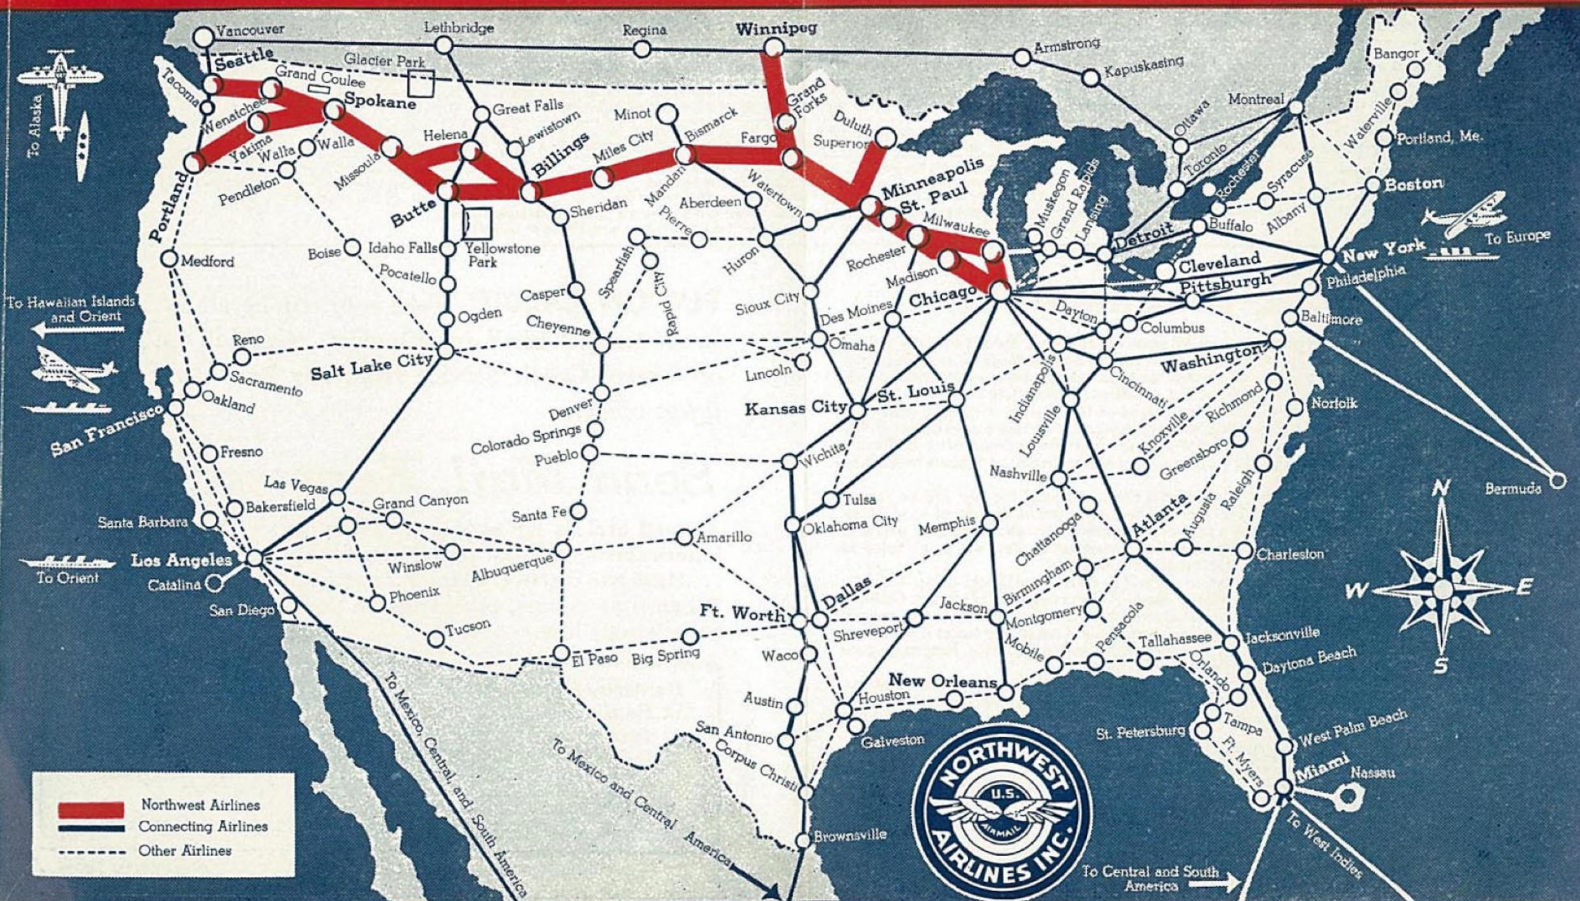 Vancouver
Lethbridge
Regina
Winnipeg
Armstrong
Kapuskasing
Bangor
Seattle
Glacier Park
Grand Coulee
Tacoma
Wenatchee
Spokane
Great Falls
Minot
Bismarck
Grand
Forks
Duluth
Superior
Ottawa
Montreal
Waterville
Portland, Me.
To Alaska
Yakima
Walla
Walla
Missoula
Helena
Lewistown
Billings
Miles City
Mandan
Fargo
Minneapolis
St. Paul
Toronto
Rochester
Syracuse
Boston
Portland
Pendleton
Butte
Sheridan
Aberdeen
Watertown
Milwaukee
Muskegon
Grand Rapids
Lansing
Detroit
Buffalo
Albany
New York
To Europe
Medford
Boise
Idaho Falls
Yellowstone
Park
Spearfish
Pierre
Huron
Rochester
Madison
Cleveland
Pittsburgh
Philadelphia
Pocatello
Casper
Rapid City
Sioux City
Des Moines
Chicago
To Hawaiian Islands
and Orient
Ogden
Cheyenne
Omaha
Dayton
Columbus
Baltimore
Reno
Salt Lake City
Lincoln
Washington
Sacramento
Oakland
San Francisco
Denver
Kansas City
St. Louis
Indianapolis
Cincinnati
Richmond
Norfolk
Colorado Springs
Louisville
Knoxville
Greensboro
Fresno
Pueblo
Wichita
Nashville
Raleigh
Las Vegas
Bakersfield
Grand Canyon
Bermuda
Santa Barbara
Santa Fe
Tulsa
Oklahoma City
Memphis
Chattanooga
Atlanta
Augusta
N
Los Angeles
Winslow
Albuquerque
Amarillo
Charleston
To Orient
Catalina
Phoenix
Dallas
Birmingham
W
E
San Diego
Tucson
Ft. Worth
Shreveport
Jackson
Montgomery
Pensacola
Tallahassee
Jacksonville
S
El Paso
Big Spring
Waco
Mobile
Orlando
Daytona Beach
New Orleans
Austin
Houston
San Antonio
Galveston
St. Petersburg
Tampa
West Palm Beach
Corpus Christi
Ft. Myers
Miami
Nassau
Brownsville
To Mexico, Central, and South America
To Mexico and Central America
To West Indies
To Central and South
America
Northwest Airlines
Connecting Airlines
Other Airlines
NORTHWEST
U.S.
AIRMAIL
AIRLINES INC.